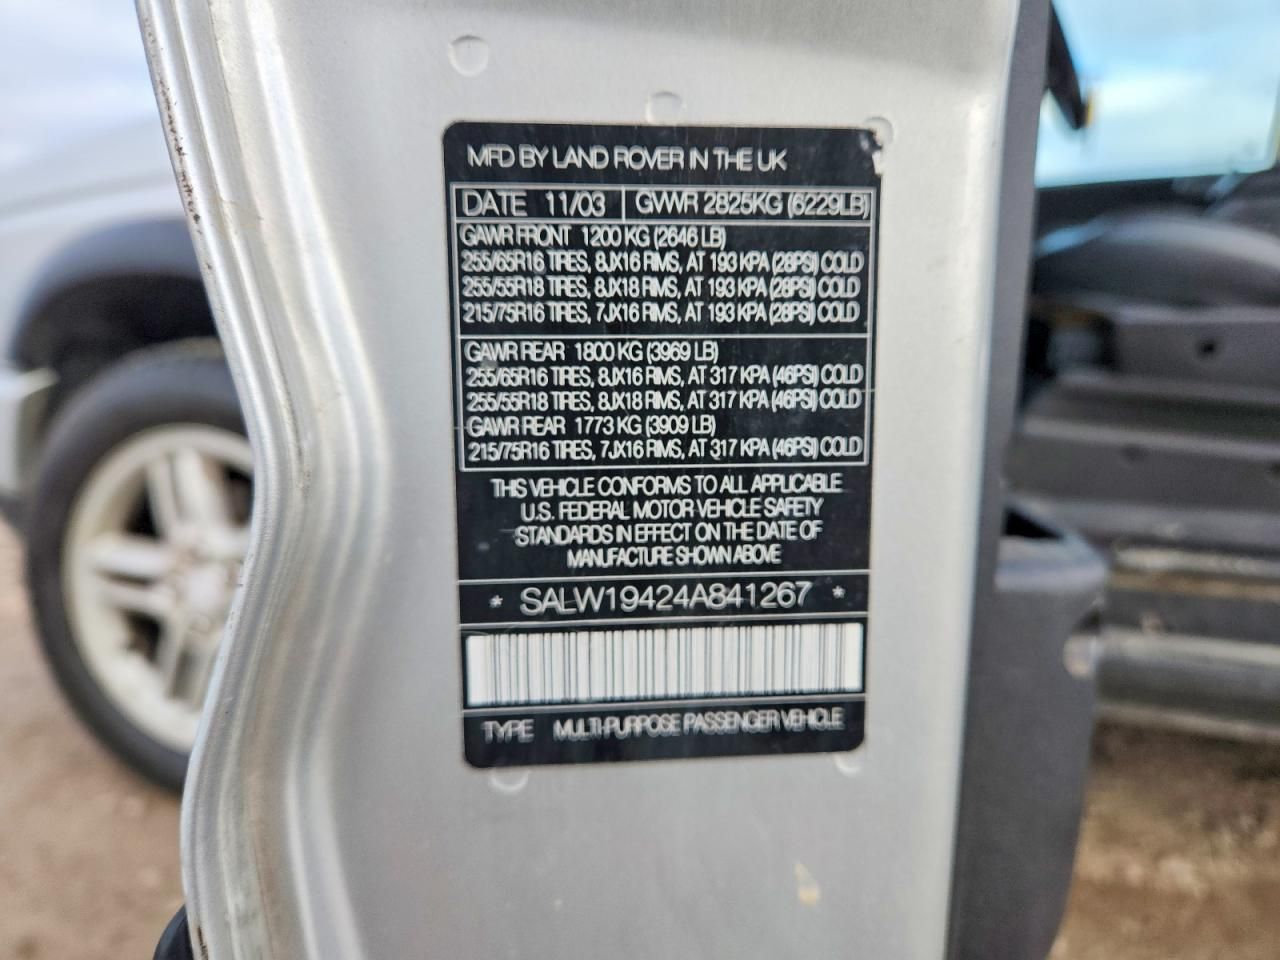 MFD BY LAND ROVER IN THE UK
DATE 11/03 GWVR 2825KG (6229LB)
GAWR FRONT 1200 KG (2646 LB)
255/65R16 TIRES, 8JX16 RIMS, AT 193 KPA (28PSI) COLD
255/55R18 TIRES, 8JX18 RIMS, AT 193 KPA (28PSI) COLD
215/75R16 TIRES, 7JX16 RIMS, AT 193 KPA (28PSI) COLD
GAWR REAR 1800 KG (3969 LB)
255/65R16 TIRES, 8JX16 RIMS, AT 317 KPA (46PSI) COLD
255/55R18 TIRES, 8JX18 RIMS, AT 317 KPA (46PSI) COLD
GAWR REAR 1773 KG (3909 LB)
215/75R16 TIRES, 7JX16 RIMS, AT 317 KPA (46PSI) COLD
THIS VEHICLE CONFORMS TO ALL APPLICABLE
U.S. FEDERAL MOTOR VEHICLE SAFETY
STANDARDS IN EFFECT ON THE DATE OF
MANUFACTURE SHOWN ABOVE
* SALW19424A841267 *
TYPE MULTI-PURPOSE PASSENGER VEHICLE